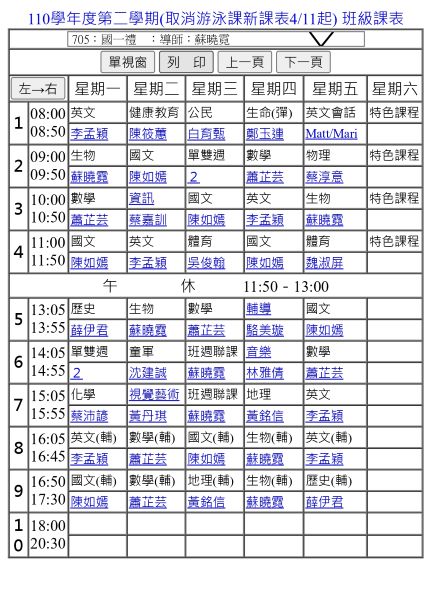 110學年度第二學期(取消游泳課新課表4/11起) 班級課表
705：國一禮　：導師：蘇曉霓
單視窗 列 印 上一頁 下一頁
左→右 星期一 星期二 星期三 星期四 星期五 星期六
1 08:00 英文 健康教育 公民 生命(彈) 英文會話 特色課程
08:50 李孟穎 陳筱蕙 白育甄 鄭玉連 Matt/Mari
2 09:00 生物 國文 單雙週 數學 物理 特色課程
09:50 蘇曉霓 陳如嫣 2 蕭芷芸 蔡淳意
3 10:00 數學 資訊 國文 英文 生物 特色課程
10:50 蕭芷芸 蔡嘉訓 陳如嫣 李孟穎 蘇曉霓
4 11:00 國文 英文 體育 國文 體育 特色課程
11:50 陳如嫣 李孟穎 吳俊翰 陳如嫣 魏淑屏
午 休 11:50 - 13:00
5 13:05 歷史 生物 數學 輔導 國文
13:55 薛伊君 蘇曉霓 蕭芷芸 駱美璇 陳如嫣
6 14:05 單雙週 童軍 班週聯課 音樂 數學
14:55 2 沈建誠 蘇曉霓 林雅倩 蕭芷芸
7 15:05 化學 視覺藝術 班週聯課 地理 英文
15:55 蔡沛諺 黃丹琪 蘇曉霓 黃銘信 李孟穎
8 16:05 英文(輔) 數學(輔) 國文(輔) 生物(輔) 英文(輔)
16:45 李孟穎 蕭芷芸 陳如嫣 蘇曉霓 李孟穎
9 16:50 國文(輔) 數學(輔) 地理(輔) 生物(輔) 歷史(輔)
17:30 陳如嫣 蕭芷芸 黃銘信 蘇曉霓 薛伊君
10 18:00
20:30